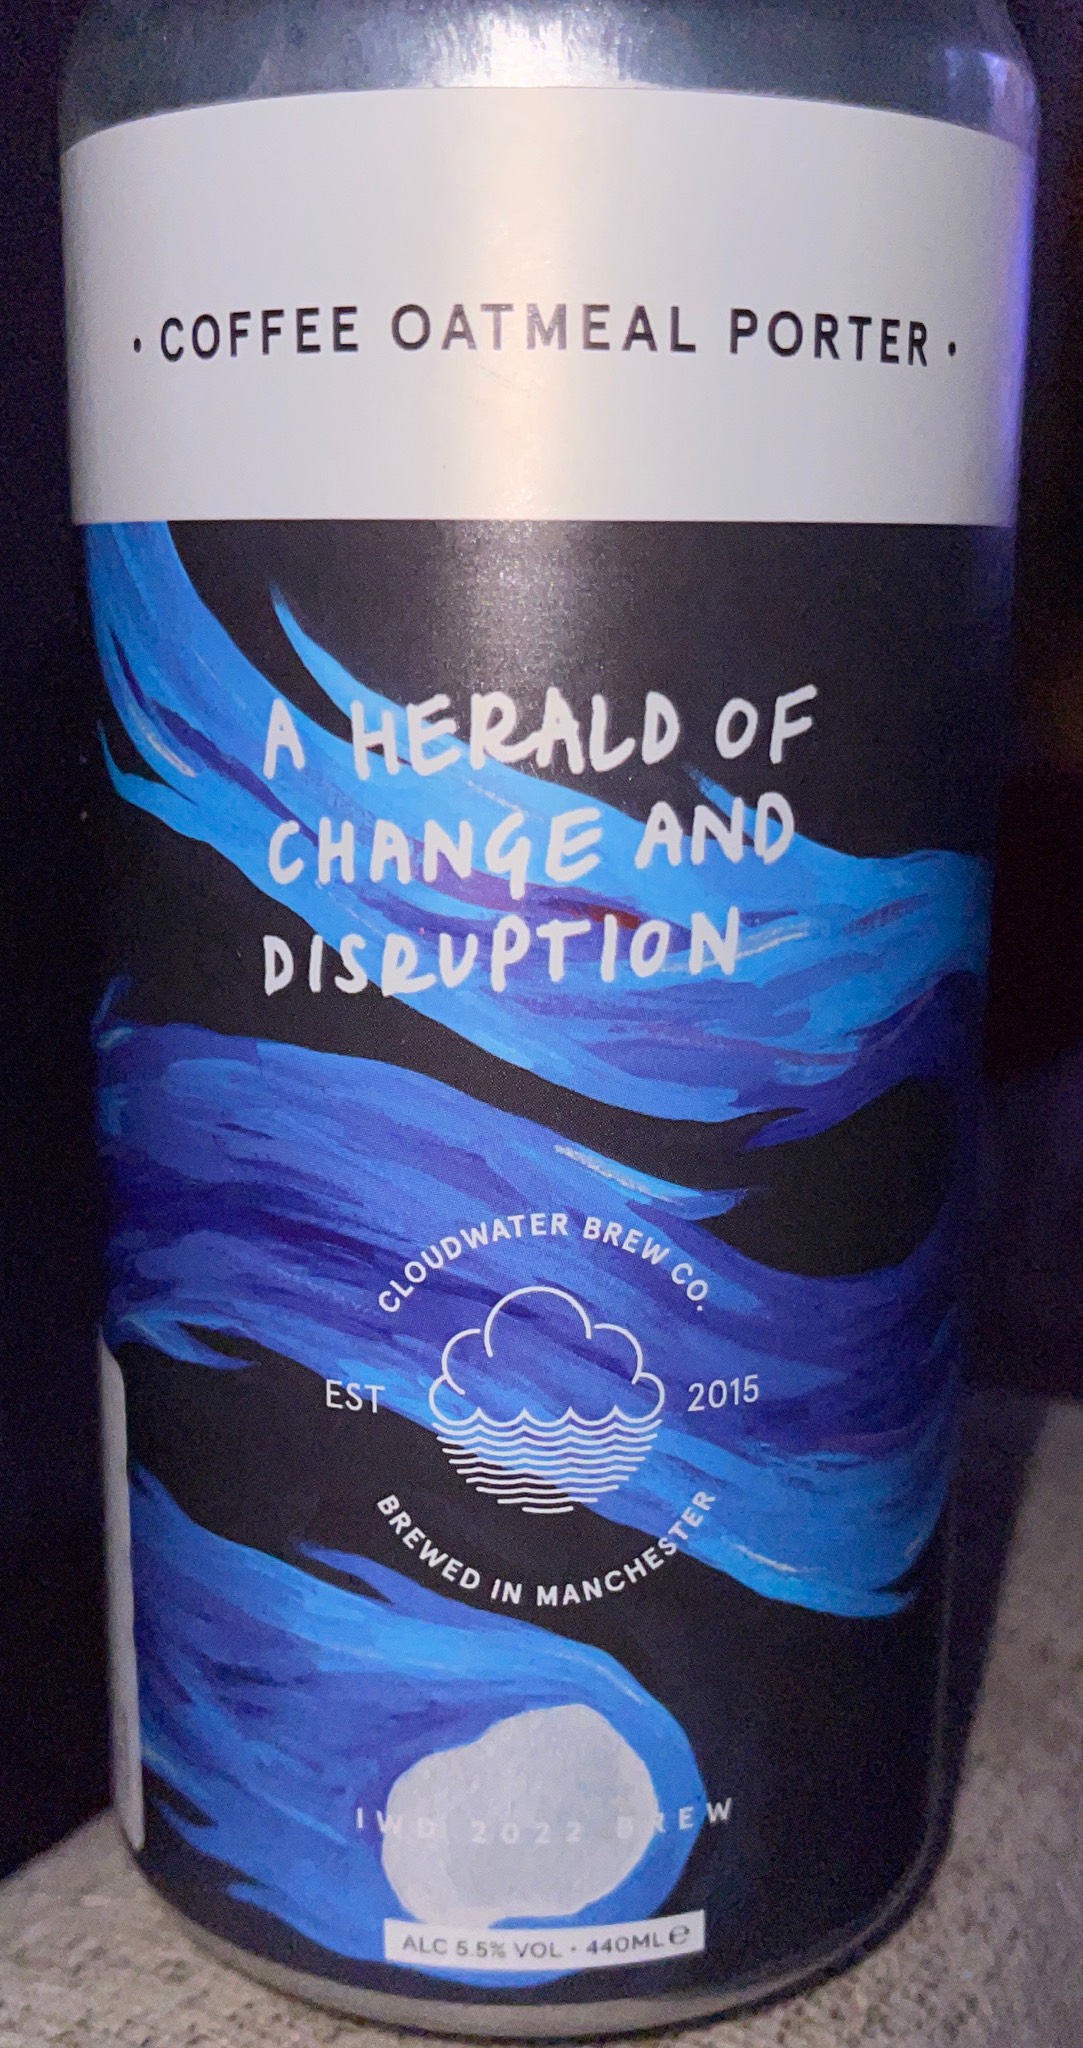 · COFFEE OATMEAL PORTER ·
A HERALD OF
CHANGE AND
DISRUPTION
CLOUDWATER BREW CO.
EST 2015
BREWED IN MANCHESTER
IWD 2022 BREW
ALC 5.5% VOL · 440ML ℮